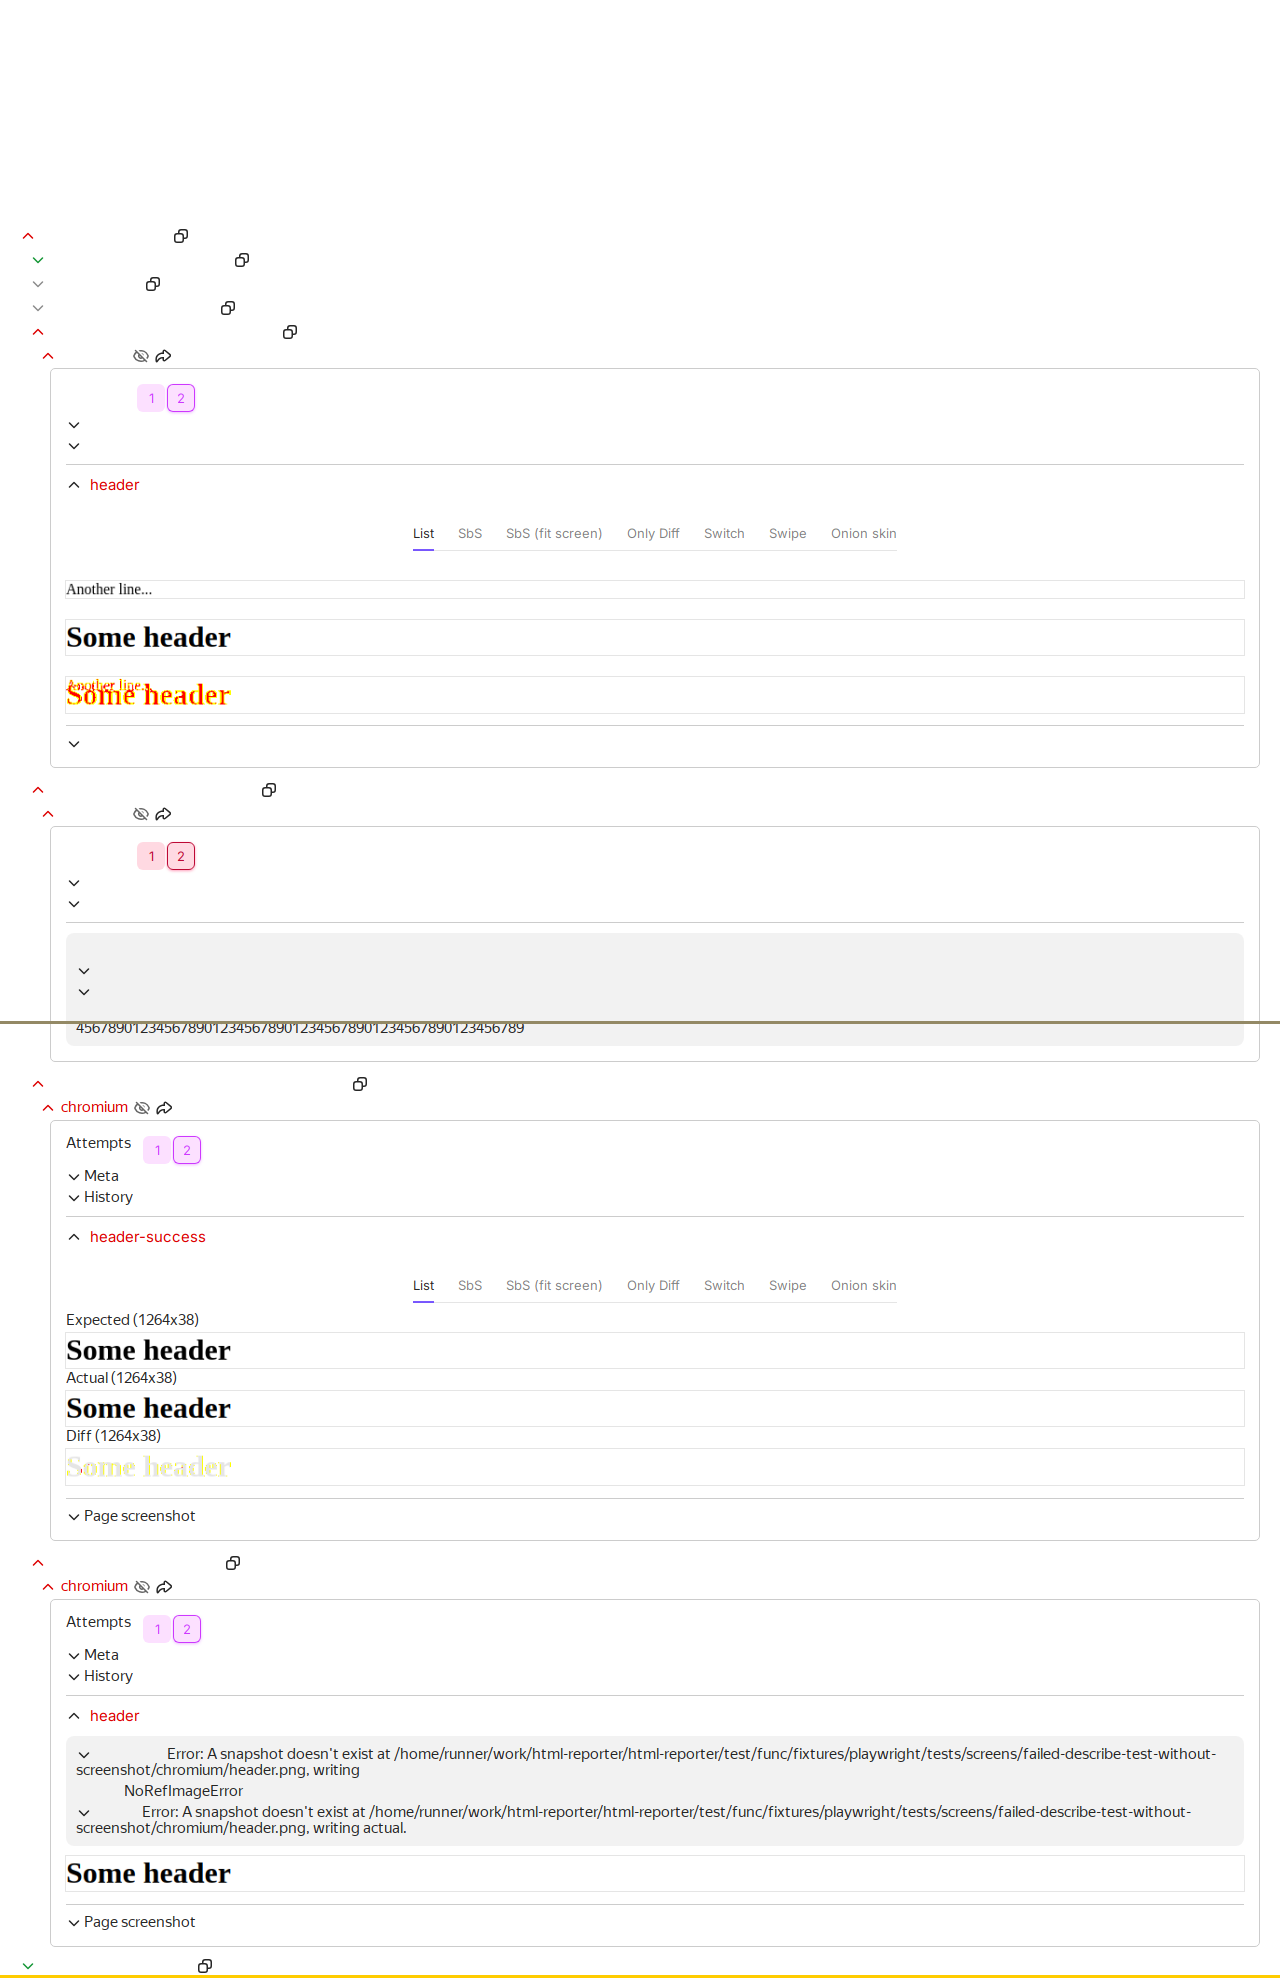 1 2
header
List SbS SbS (fit screen) Only Diff Switch Swipe Onion skin
Another line...
Some header
Another line...
Some header
1 2
4567890123456789012345678901234567890123456789
chromium
Attempts 1 2
Meta
History
header-success
List SbS SbS (fit screen) Only Diff Switch Swipe Onion skin
Expected (1264x38)
Some header
Actual (1264x38)
Some header
Diff (1264x38)
Some header
Page screenshot
chromium
Attempts 1 2
Meta
History
header
Error: A snapshot doesn't exist at /home/runner/work/html-reporter/html-reporter/test/func/fixtures/playwright/tests/screens/failed-describe-test-without-
screenshot/chromium/header.png, writing
NoRefImageError
Error: A snapshot doesn't exist at /home/runner/work/html-reporter/html-reporter/test/func/fixtures/playwright/tests/screens/failed-describe-test-without-
screenshot/chromium/header.png, writing actual.
Some header
Page screenshot